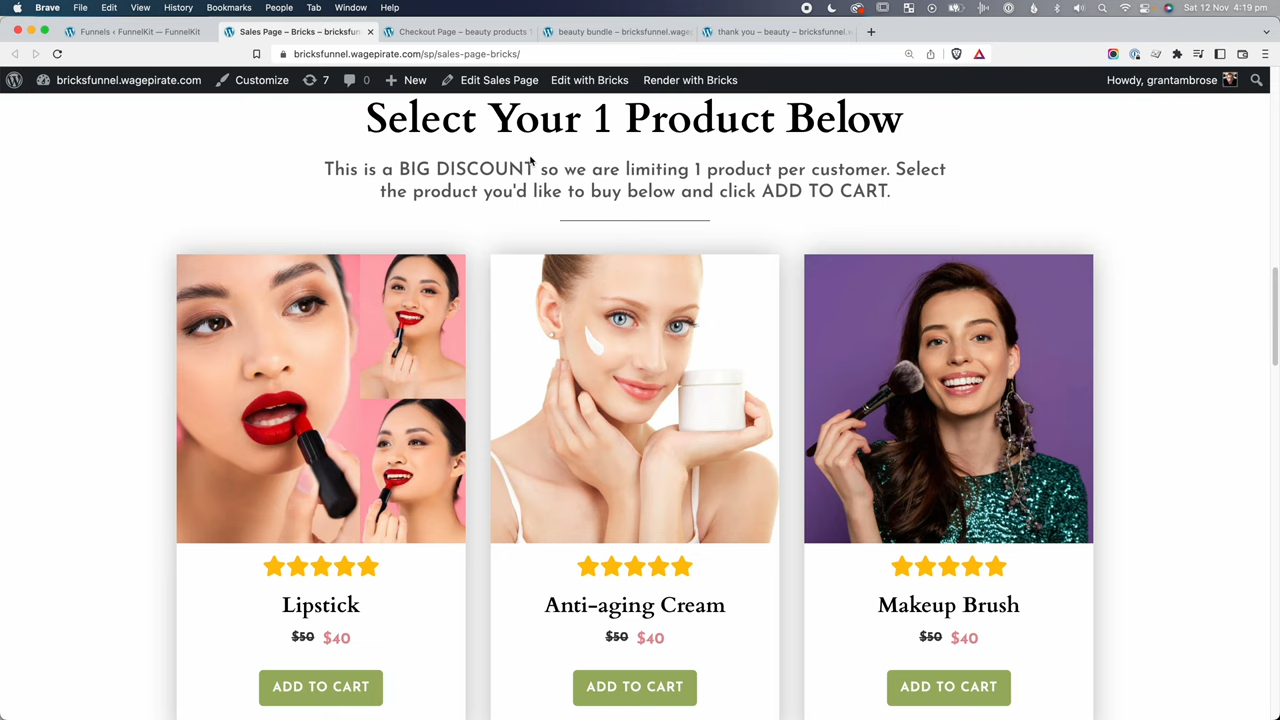 Brave File Edit View History Bookmarks People Tab Window Help Sat 12 Nov 4:19 pm
Funnels ‹ FunnelKit — FunnelKit
Sales Page – Bricks – bricksfun
Checkout Page – beauty products
beauty bundle – bricksfunnel.wage
thank you – beauty – bricksfunnel.w
bricksfunnel.wagepirate.com/sp/sales-page-bricks/
bricksfunnel.wagepirate.com Customize 7 0 New Edit Sales Page Edit with Bricks Render with Bricks Howdy, grantambrose
Select Your 1 Product Below
This is a BIG DISCOUNT so we are limiting 1 product per customer. Select
the product you'd like to buy below and click ADD TO CART.
Lipstick
$50 $40
ADD TO CART
Anti-aging Cream
$50 $40
ADD TO CART
Makeup Brush
$50 $40
ADD TO CART